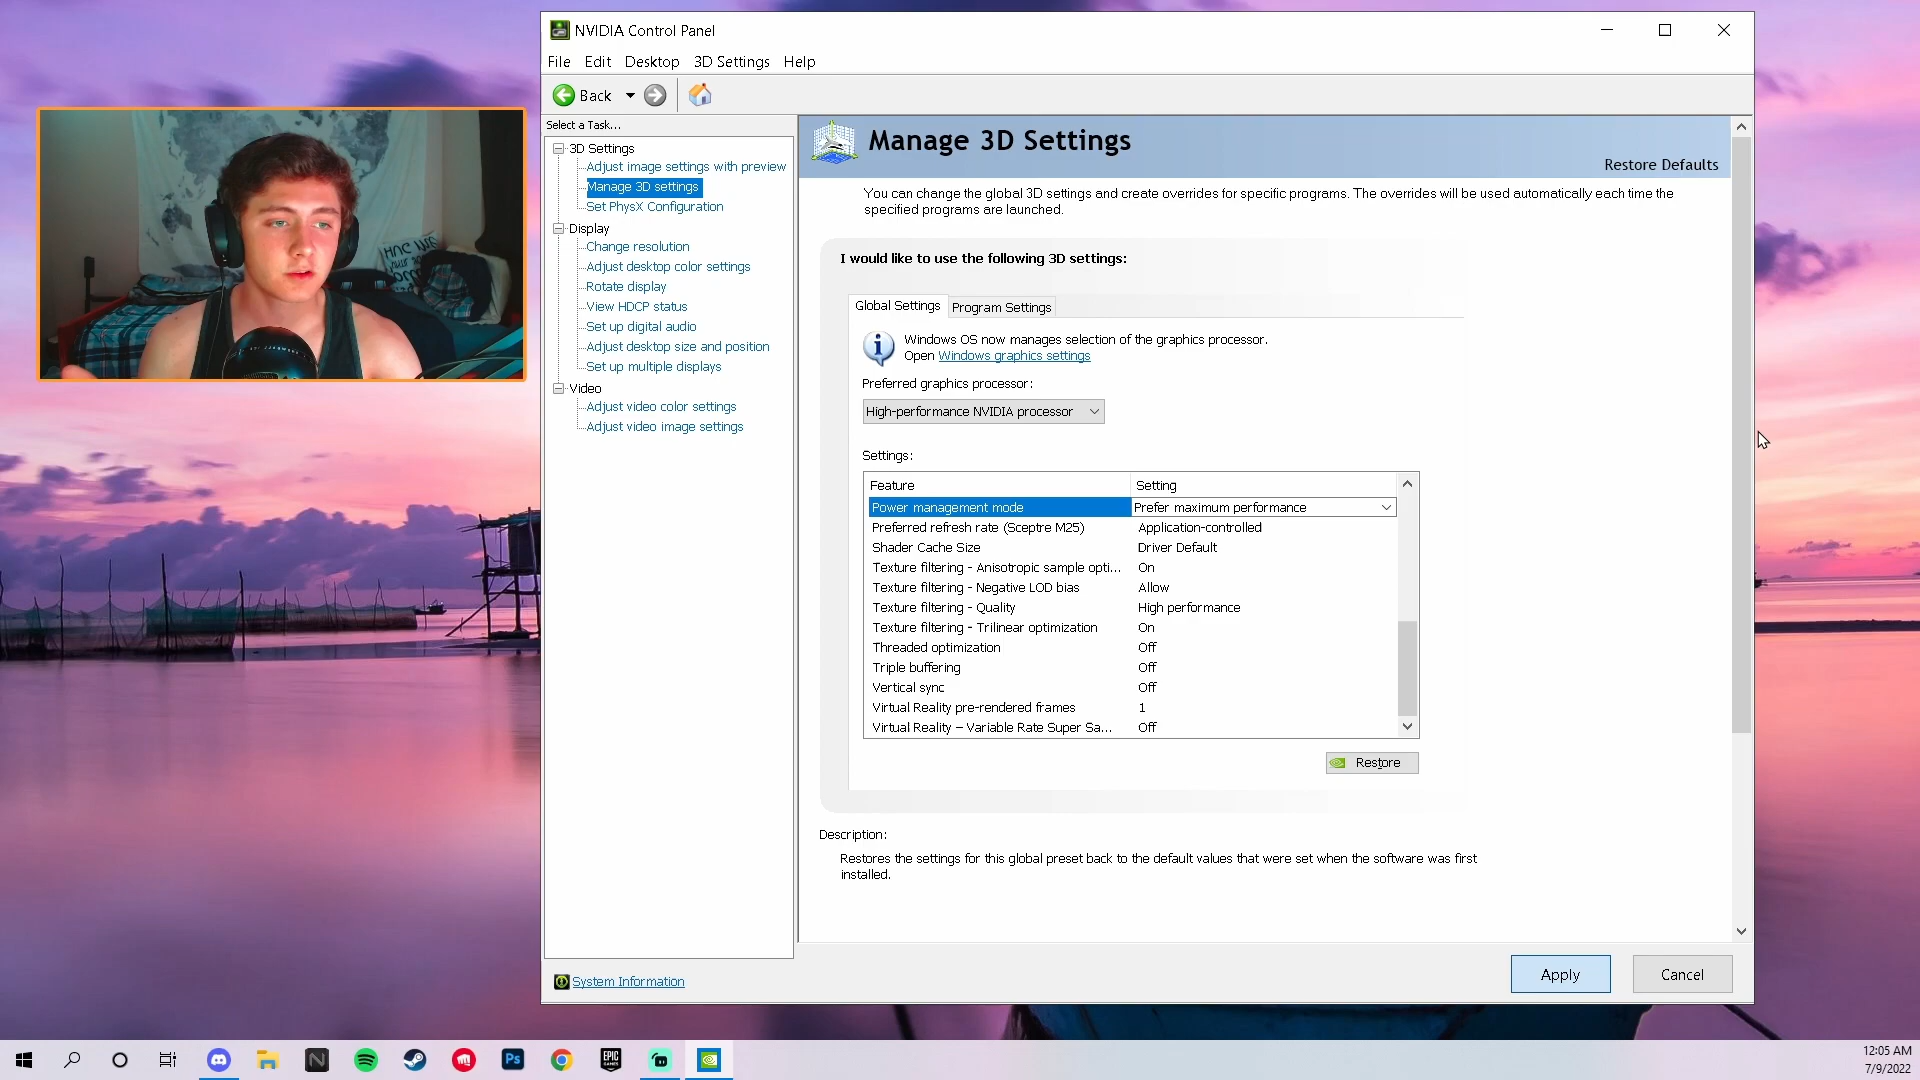 NVIDIA Control Panel
File Edit Desktop 3D Settings Help
Back
Select a Task...
3D Settings
Adjust image settings with preview
Manage 3D settings
Set PhysX Configuration
Display
Change resolution
Adjust desktop color settings
Rotate display
View HDCP status
Set up digital audio
Adjust desktop size and position
Set up multiple displays
Video
Adjust video color settings
Adjust video image settings
System Information
Manage 3D Settings
Restore Defaults
You can change the global 3D settings and create overrides for specific programs. The overrides will be used automatically each time the
specified programs are launched.
I would like to use the following 3D settings:
Global Settings Program Settings
Windows OS now manages selection of the graphics processor.
Open Windows graphics settings
Preferred graphics processor:
High-performance NVIDIA processor
Settings:
Feature Setting
Power management mode Prefer maximum performance
Preferred refresh rate (Sceptre M25) Application-controlled
Shader Cache Size Driver Default
Texture filtering - Anisotropic sample opti... On
Texture filtering - Negative LOD bias Allow
Texture filtering - Quality High performance
Texture filtering - Trilinear optimization On
Threaded optimization Off
Triple buffering Off
Vertical sync Off
Virtual Reality pre-rendered frames 1
Virtual Reality – Variable Rate Super Sa... Off
Restore
Description:
Restores the settings for this global preset back to the default values that were set when the software was first
installed.
Apply Cancel
N Ps EPIC GAMES
12:05 AM
7/9/2022